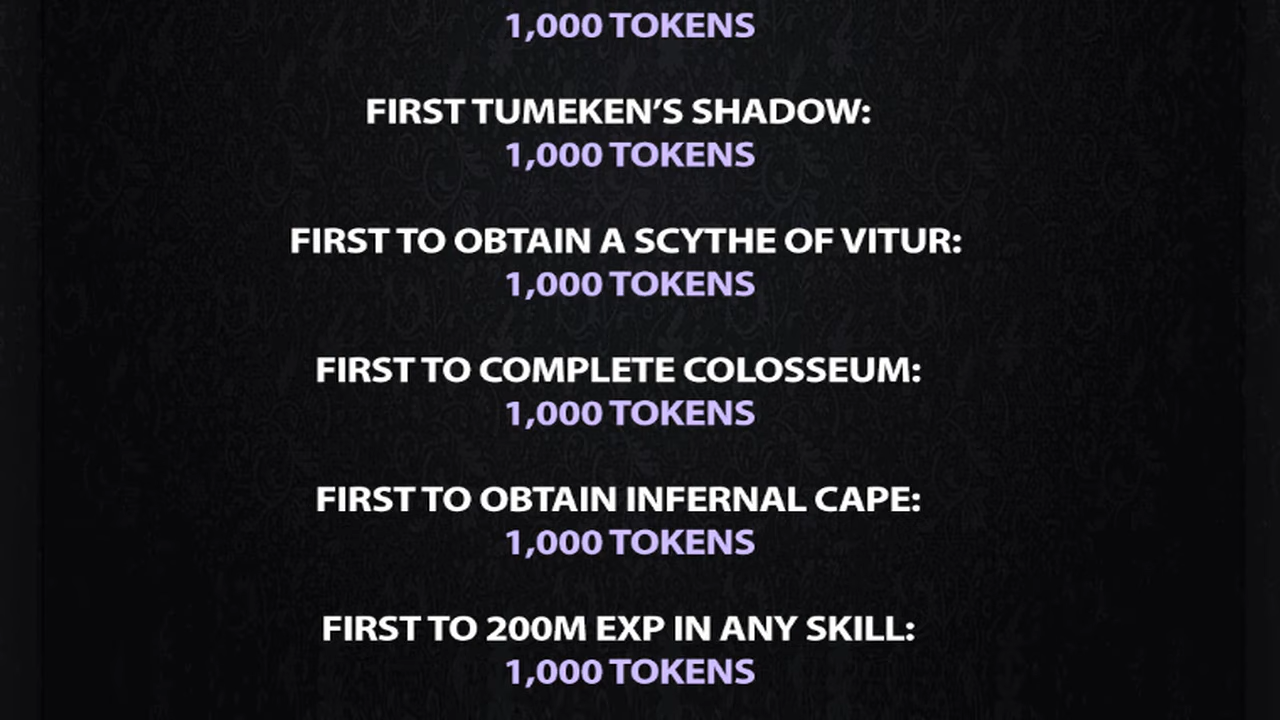 1,000 TOKENS
FIRST TUMEKEN’S SHADOW:
1,000 TOKENS
FIRST TO OBTAIN A SCYTHE OF VITUR:
1,000 TOKENS
FIRST TO COMPLETE COLOSSEUM:
1,000 TOKENS
FIRST TO OBTAIN INFERNAL CAPE:
1,000 TOKENS
FIRST TO 200M EXP IN ANY SKILL:
1,000 TOKENS